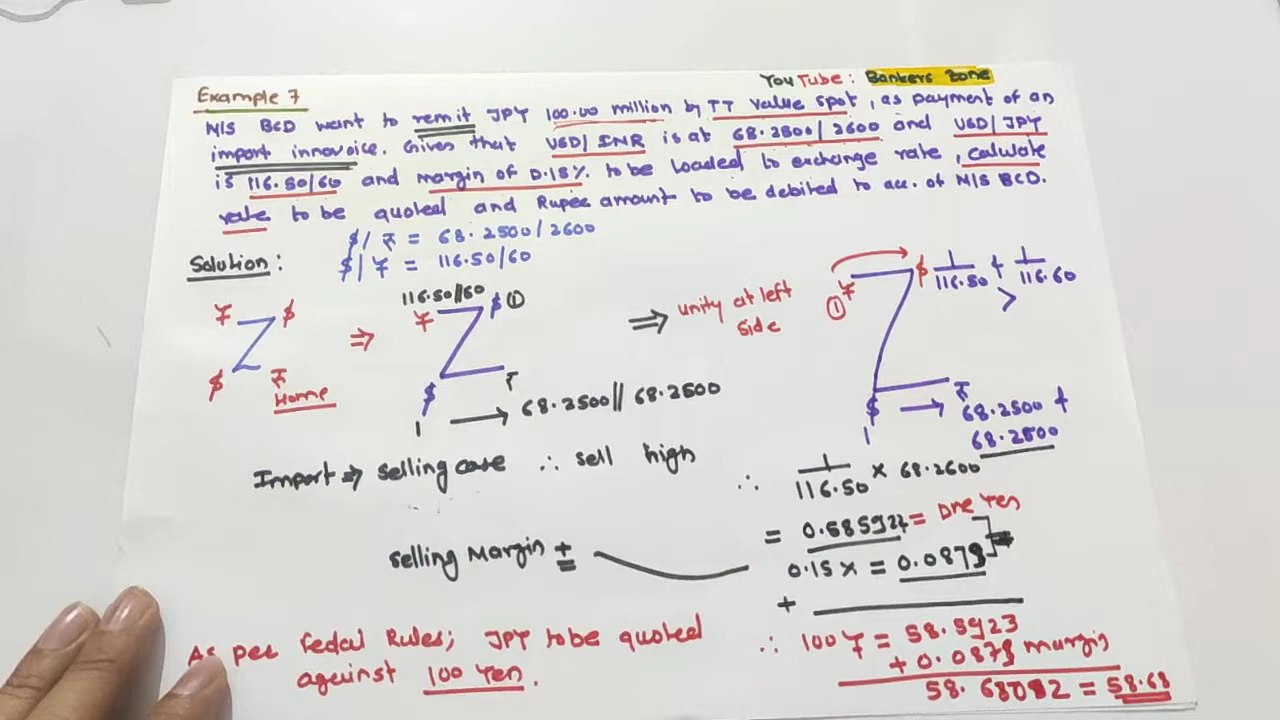 YouTube: Bankers Zone
Example 7
M/S BCD want to remit JPY 100.00 million by TT Value spot, as payment of an
import innovoice. Given that USD/INR is at 68.2500/2600 and USD/JPY
is 116.50/60 and margin of 0.15% to be loaded to exchange rate, calculate
rate to be quoted and Rupee amount to be debited to acc. of M/S BCD.
Solution:
$/₹ = 68.2500/2600
$/¥ = 116.50/60
¥ $
$ ₹
Home
⇒
116.50//60
¥ $ ①
$ ₹
1 → 68.2500//68.2500
⇒ unity at left
side
① ¥ $ 1/116.50 + 1/116.60
>
$ → ₹
1 68.2500 +
68.2500
Import ⇒ selling case ∴ sell high
∴ 1/116.50 × 68.2600
= 0.585922 = One Yen
selling Margin +
0.15 x = 0.0879
+
As per Fedai Rules; JPY to be quoted
against 100 Yen.
∴ 100 ¥ = 58.5923
+ 0.0879 margin
58.68012 = 58.68